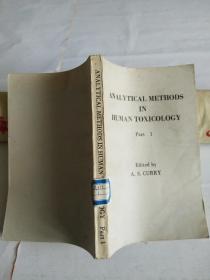 ANALYTICAL METHODS
IN
HUMAN TOXICOLOGY
Part 1
Edited by
A. S. CURRY
ANALYTICAL METHODS IN HUMAN
Part 1